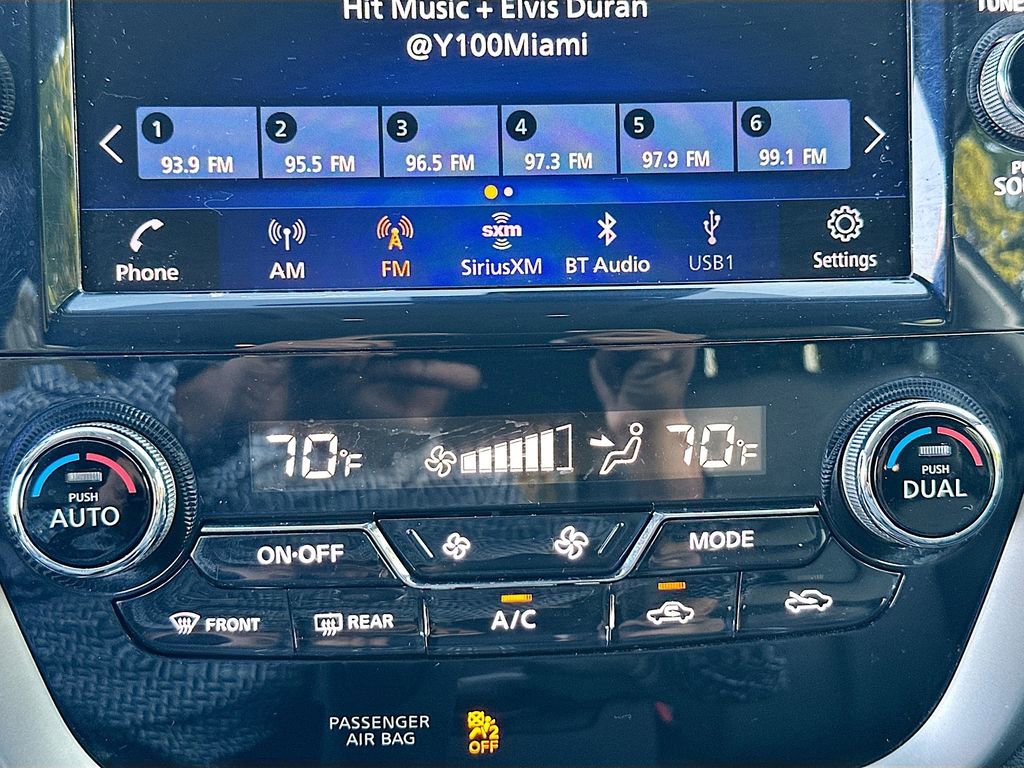 Hit Music + Elvis Duran
@Y100Miami
TUNE
1 2 3 4 5 6
93.9 FM 95.5 FM 96.5 FM 97.3 FM 97.9 FM 99.1 FM
sxm
Phone AM FM SiriusXM BT Audio USB1 Settings
70°F 70°F
PUSH
AUTO
PUSH
DUAL
ON·OFF MODE
FRONT REAR A/C
PASSENGER
AIR BAG
2
OFF